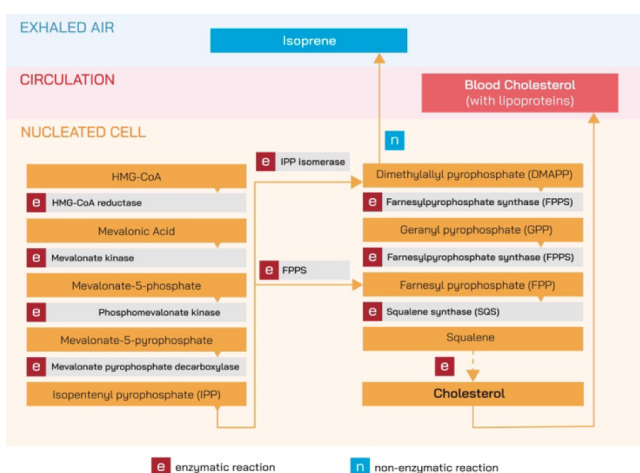 EXHALED AIR
Isoprene
CIRCULATION
Blood Cholesterol
(with lipoproteins)
NUCLEATED CELL
n
e IPP isomerase
HMG-CoA
e HMG-CoA reductase
Mevalonic Acid
e Mevalonate kinase
Mevalonate-5-phosphate
e Phosphomevalonate kinase
Mevalonate-5-pyrophosphate
e Mevalonate pyrophosphate decarboxylase
Isopentenyl pyrophosphate (IPP)
e FPPS
Dimethylallyl pyrophosphate (DMAPP)
e Farnesylpyrophosphate synthase (FPPS)
Geranyl pyrophosphate (GPP)
e Farnesylpyrophosphate synthase (FPPS)
Farnesyl pyrophosphate (FPP)
e Squalene synthase (SQS)
Squalene
e
Cholesterol
e enzymatic reaction
n non-enzymatic reaction